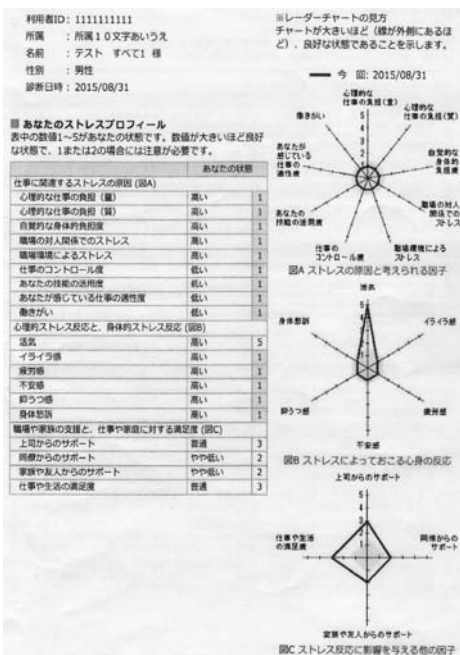 利用者ID：1111111111
所属　：所属１０文字あいうえ
名前　：テスト すべて1 様
性別　：男性
診断日時：2015/08/31
■ あなたのストレスプロフィール
表中の数値1～5があなたの状態です。数値が大きいほど良好
な状態で、1または2の場合には注意が必要です。
あなたの状態
仕事に関連するストレスの原因 (図A)
心理的な仕事の負担（量） 高い 1
心理的な仕事の負担（質） 高い 1
自覚的な身体的負担度 高い 1
職場の対人関係でのストレス 高い 1
職場環境によるストレス 高い 1
仕事のコントロール度 低い 1
あなたの技能の活用度 低い 1
あなたが感じている仕事の適性度 低い 1
働きがい 低い 1
心理的ストレス反応と、身体的ストレス反応 (図B)
活気 高い 5
イライラ感 高い 1
疲労感 高い 1
不安感 高い 1
抑うつ感 高い 1
身体愁訴 高い 1
職場や家族の支援と、仕事や家庭に対する満足度 (図C)
上司からのサポート 普通 3
同僚からのサポート やや低い 2
家族や友人からのサポート やや低い 2
仕事や生活の満足度 普通 3
※レーダーチャートの見方
チャートが大きいほど（線が外側にあるほ
ど）、良好な状態であることを示します。
今 回: 2015/08/31
心理的な
仕事の負担(量)
心理的な
仕事の負担(質)
自覚的な
身体的
負担度
職場の対人
関係での
ストレス
職場環境による
ストレス
仕事の
コントロール度
あなたの
技能の活用度
あなたが
感じている
仕事の
適性度
働きがい
図A ストレスの原因と考えられる因子
活気
イライラ感
疲労感
不安感
抑うつ感
身体愁訴
図B ストレスによっておこる心身の反応
上司からのサポート
同僚からの
サポート
家族や友人からのサポート
仕事や生活
の満足度
図C ストレス反応に影響を与える他の因子